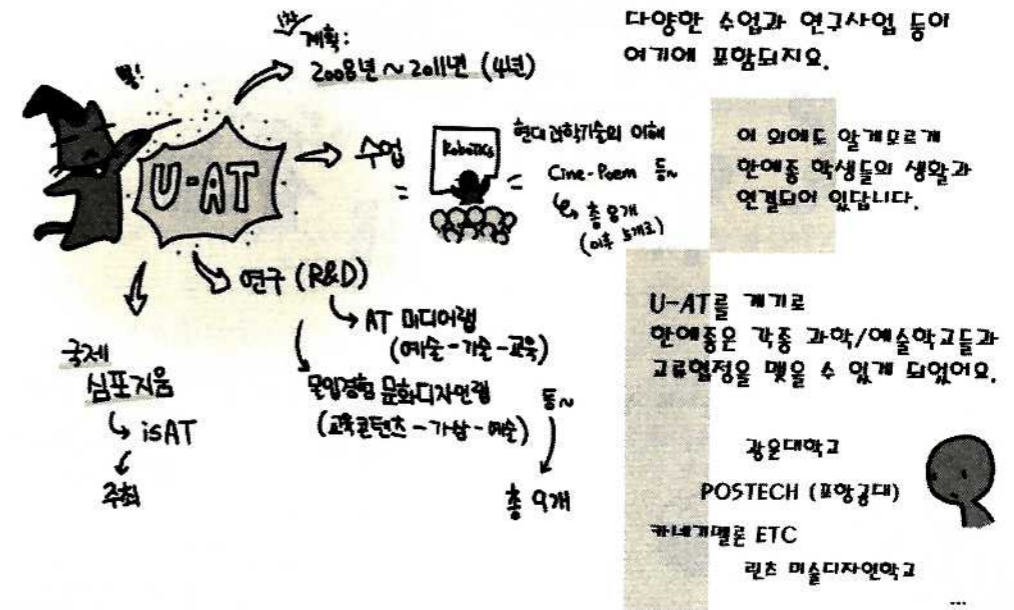 뿅!
U-AT
1차 계획:
2008년 ~ 2011년 (4년)
수업
Robotics
현대과학기술의 이해
Cine-Poem 등~
총 8개
(이후 5개로)
연구 (R&D)
AT 미디어랩
(예술-기술-교육)
몰입경험 문화디자인랩
(교육콘텐츠-가상-예술)
등~
총 9개
국제
심포지움
isAT
주최
다양한 수업과 연구사업 등이
여기에 포함되지요.
이 외에도 알게모르게
한예종 학생들의 생활과
연결되어 있답니다.
U-AT를 계기로
한예종은 각종 과학/예술학교들과
교류협정을 맺을 수 있게 되었어요.
광운대학교
POSTECH (포항공대)
카네기멜론 ETC
린츠 미술디자인학교
...